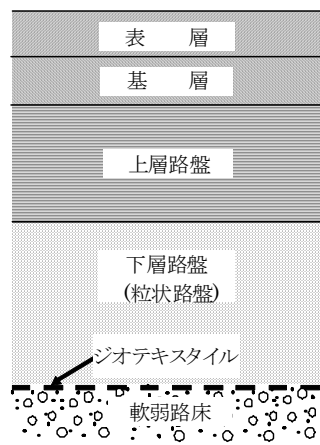 表　層
基　層
上層路盤
下層路盤
(粒状路盤)
ジオテキスタイル
軟弱路床